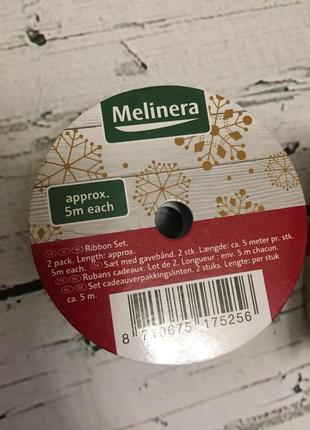 Melinera
approx.
5m each
Ribbon Set.
2 pack. Length: approx.
5m each. Sæt med gavebånd. 2 stk. Længde: ca. 5 meter pr. stk.
Rubans cadeaux. Lot de 2. Longueur : env. 5 m chacun.
Set cadeauverpakkingslinten. 2 stuks. Lengte: per stuk
ca. 5 m.
8 710675 175256